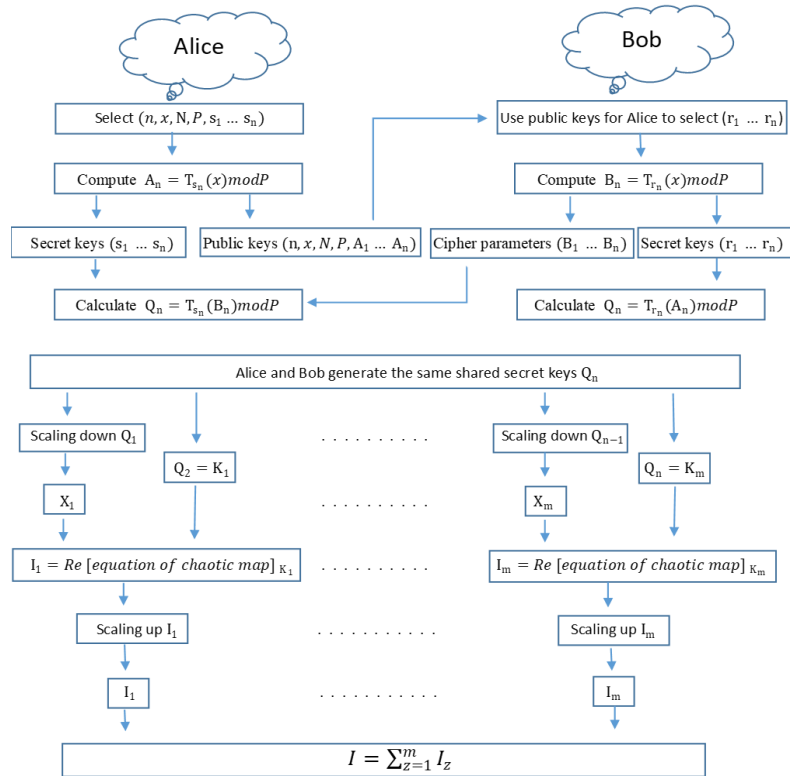 Alice
Bob
Select (n, x, N, P, s₁ … sₙ)
Use public keys for Alice to select (r₁ … rₙ)
Compute Aₙ = Tₛₙ(x)modP
Compute Bₙ = Tᵣₙ(x)modP
Secret keys (s₁ … sₙ)
Public keys (n, x, N, P, A₁ … Aₙ)
Cipher parameters (B₁ … Bₙ)
Secret keys (r₁ … rₙ)
Calculate Qₙ = Tₛₙ(Bₙ)modP
Calculate Qₙ = Tᵣₙ(Aₙ)modP
Alice and Bob generate the same shared secret keys Qₙ
Scaling down Q₁
. . . . . . . . . .
Scaling down Qₙ₋₁
Q₂ = K₁
Qₙ = Kₘ
X₁
. . . . . . . . . .
Xₘ
I₁ = Re [equation of chaotic map] K₁
. . . . . . . . . .
Iₘ = Re [equation of chaotic map] Kₘ
Scaling up I₁
. . . . . . . . . . .
Scaling up Iₘ
I₁
. . . . . . . . . .
Iₘ
I = ∑ᵐ_z=1 I_z